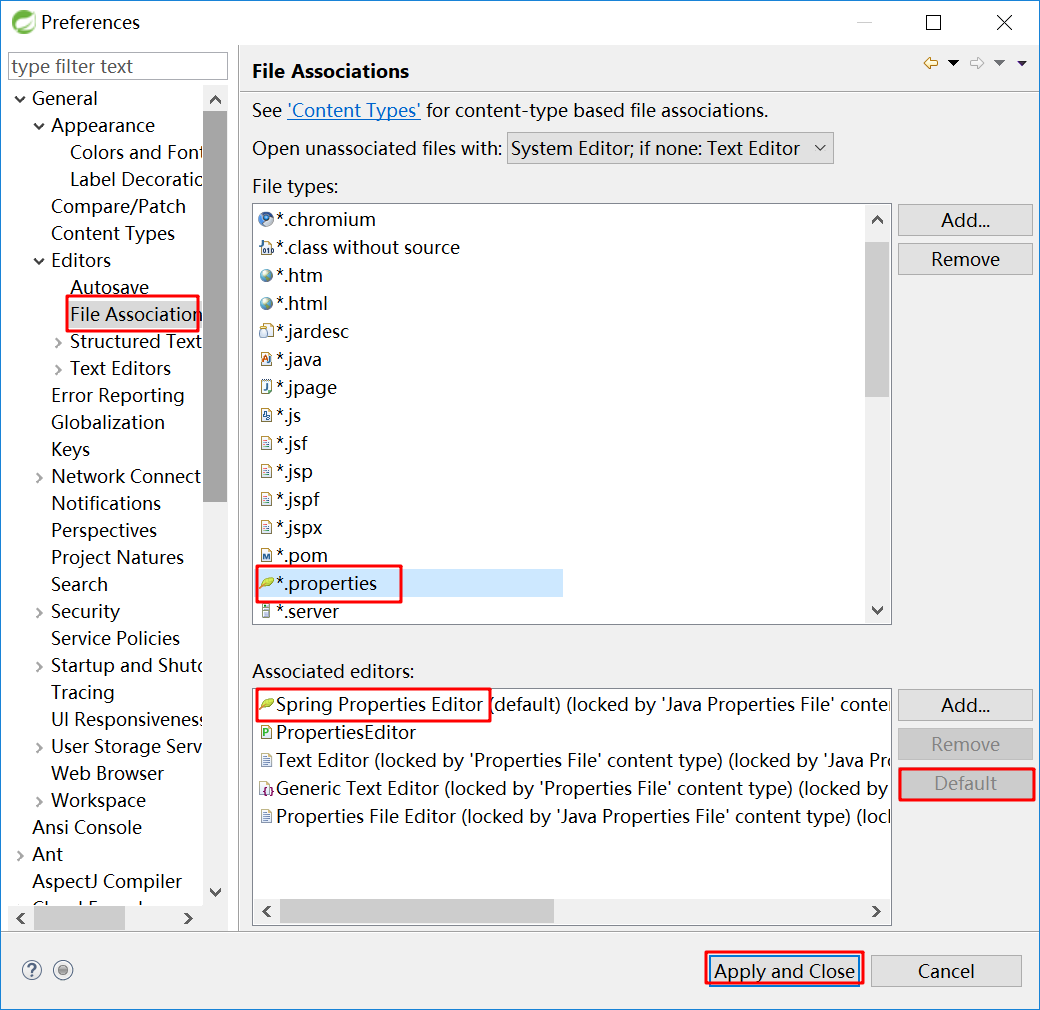 Preferences
type filter text
General
Appearance
Colors and Font
Label Decoratio
Compare/Patch
Content Types
Editors
Autosave
File Association
Structured Text
Text Editors
Error Reporting
Globalization
Keys
Network Connect
Notifications
Perspectives
Project Natures
Search
Security
Service Policies
Startup and Shutd
Tracing
UI Responsiveness
User Storage Serv
Web Browser
Workspace
Ansi Console
Ant
AspectJ Compiler
File Associations
See 'Content Types' for content-type based file associations.
Open unassociated files with: System Editor; if none: Text Editor
File types:
*.chromium
*.class without source
*.htm
*.html
*.jardesc
*.java
*.jpage
*.js
*.jsf
*.jsp
*.jspf
*.jspx
*.pom
*.properties
*.server
Add...
Remove
Associated editors:
Spring Properties Editor (default) (locked by 'Java Properties File' conte
PropertiesEditor
Text Editor (locked by 'Properties File' content type) (locked by 'Java Pr
Generic Text Editor (locked by 'Properties File' content type) (locked by
Properties File Editor (locked by 'Java Properties File' content type) (loc
Add...
Remove
Default
Apply and Close
Cancel